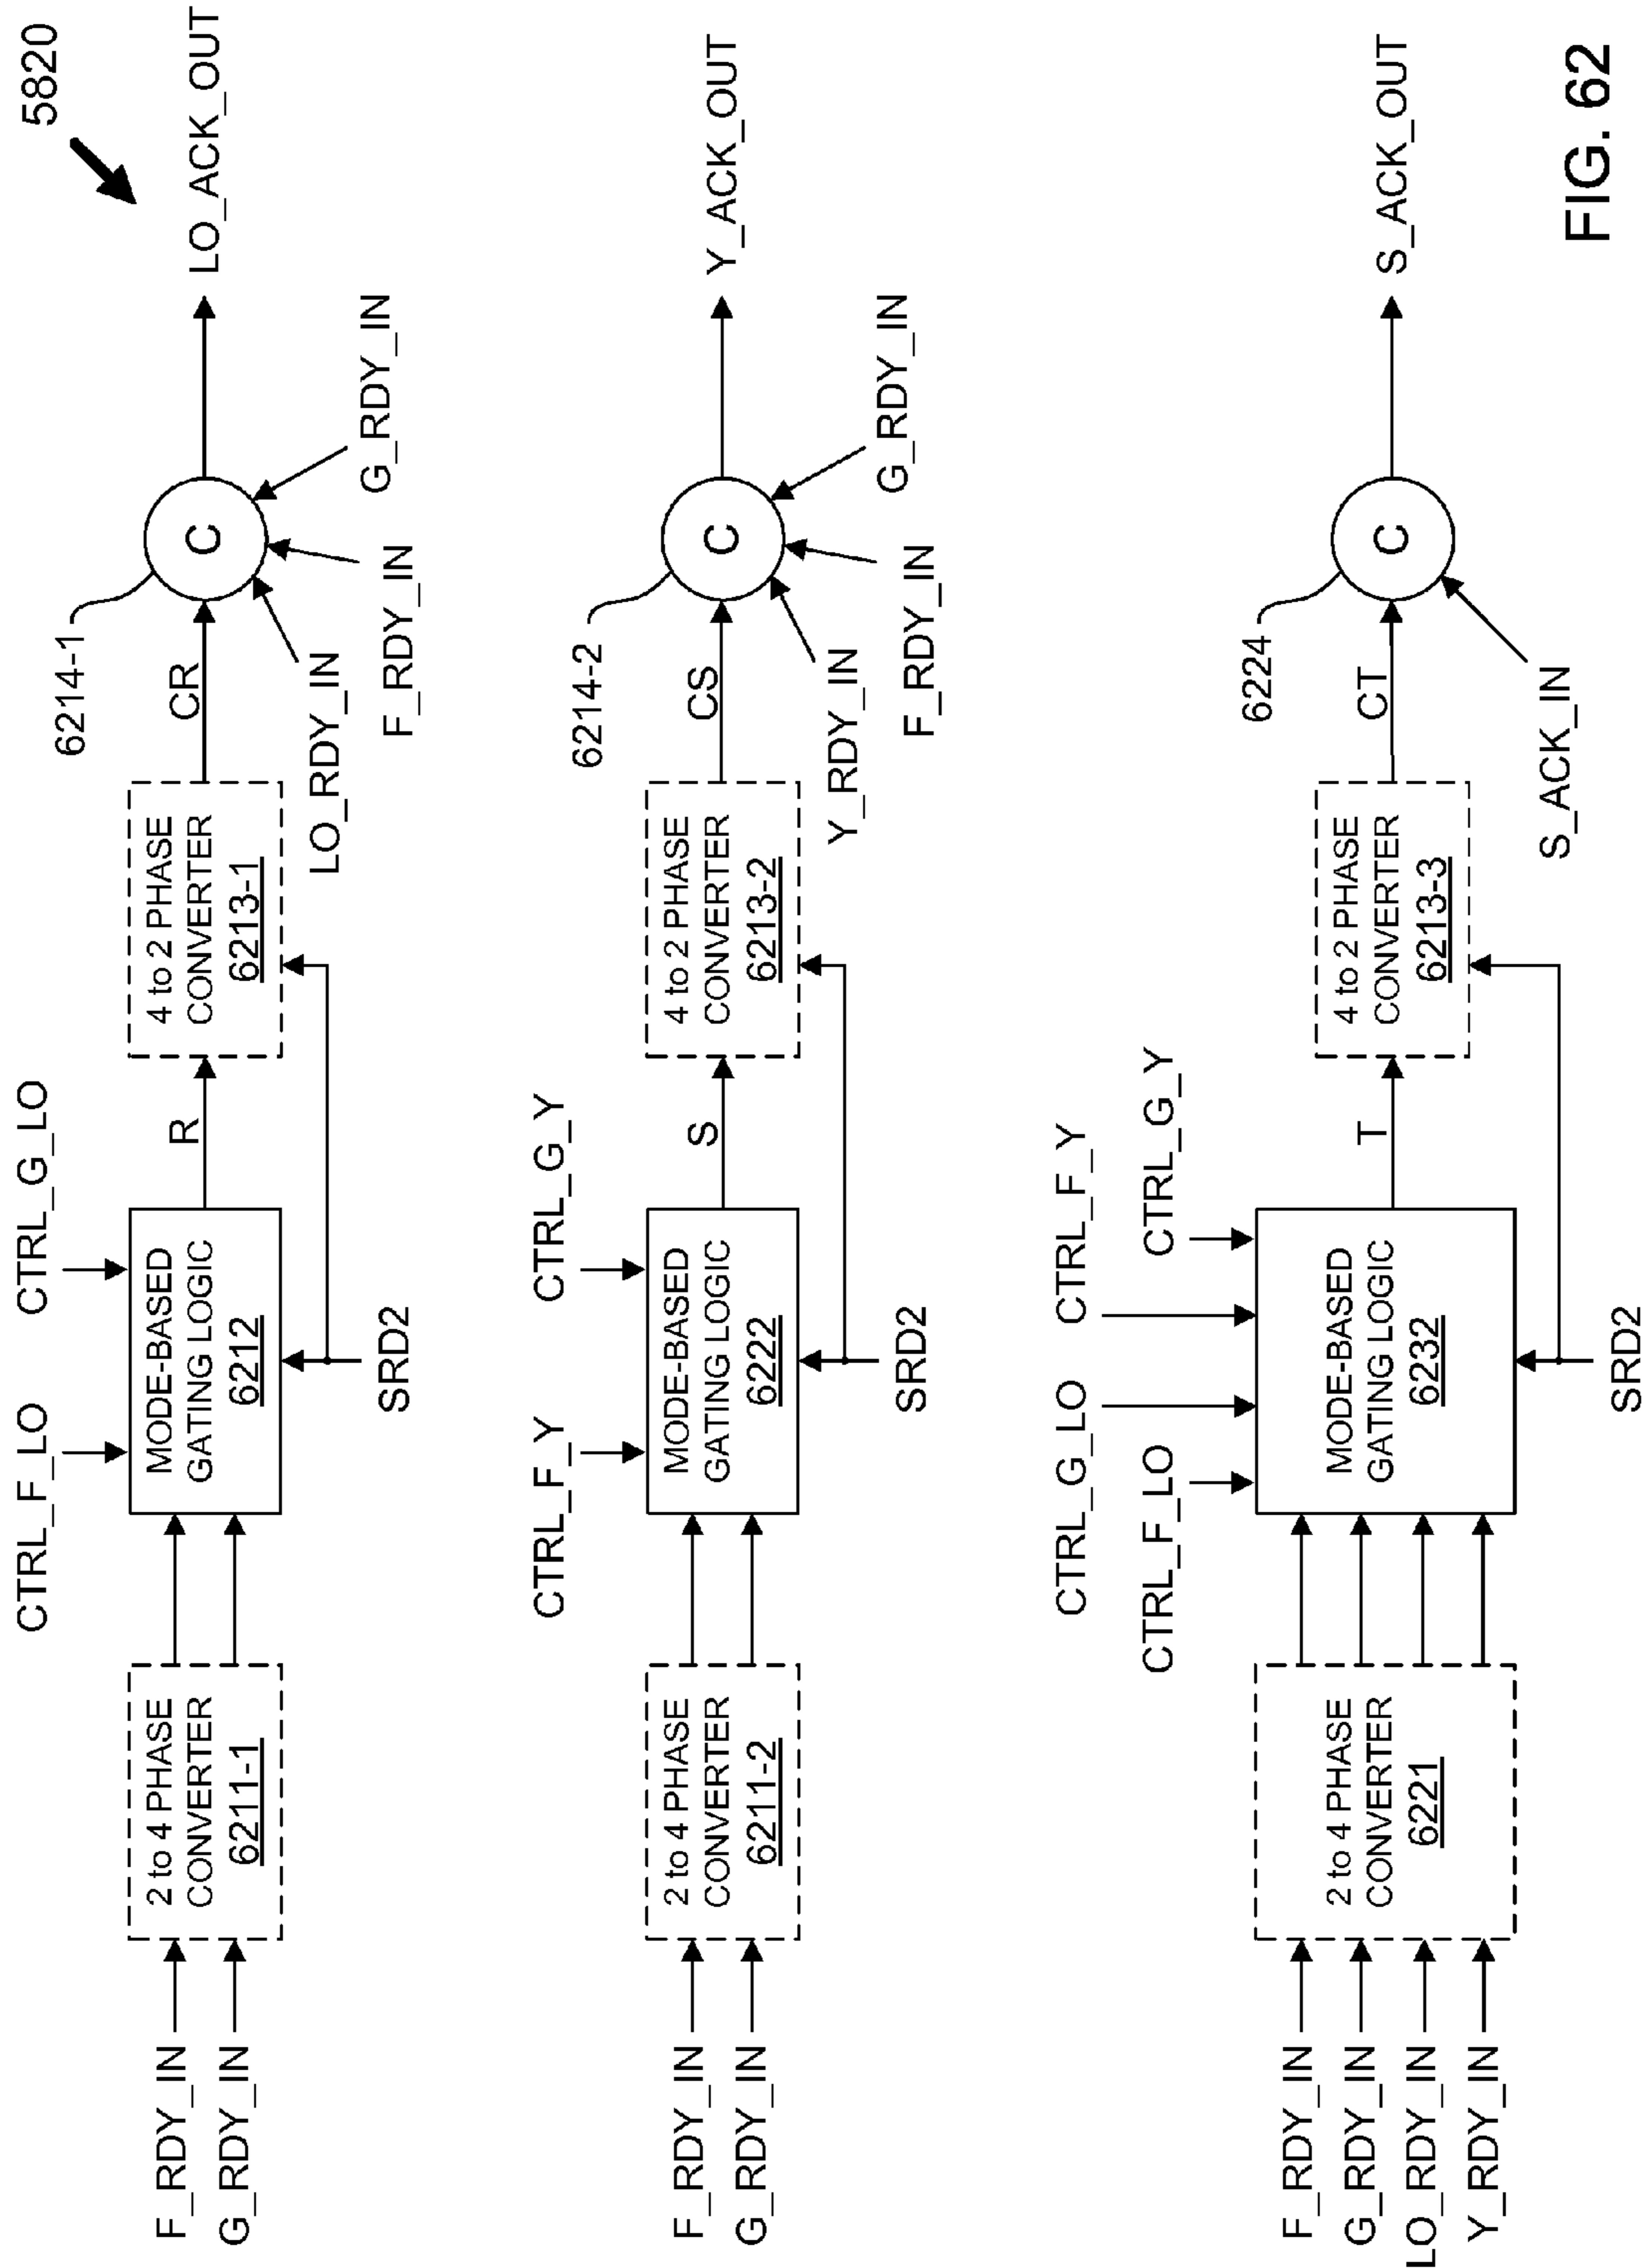 5820
CTRL_F_LO
CTRL_G_LO
F_RDY_IN
G_RDY_IN
2 to 4 PHASE
CONVERTER
6211-1
MODE-BASED
GATING LOGIC
6212
SRD2
R
4 to 2 PHASE
CONVERTER
6213-1
CR
6214-1
C
LO_RDY_IN
F_RDY_IN
G_RDY_IN
LO_ACK_OUT
CTRL_F_Y
CTRL_G_Y
F_RDY_IN
G_RDY_IN
2 to 4 PHASE
CONVERTER
6211-2
MODE-BASED
GATING LOGIC
6222
SRD2
S
4 to 2 PHASE
CONVERTER
6213-2
CS
6214-2
C
Y_RDY_IN
F_RDY_IN
G_RDY_IN
Y_ACK_OUT
CTRL_G_LO
CTRL_F_Y
CTRL_F_LO
CTRL_G_Y
F_RDY_IN
G_RDY_IN
LO_RDY_IN
Y_RDY_IN
2 to 4 PHASE
CONVERTER
6221
MODE-BASED
GATING LOGIC
6232
SRD2
T
4 to 2 PHASE
CONVERTER
6213-3
CT
6224
C
S_ACK_IN
S_ACK_OUT
FIG. 62